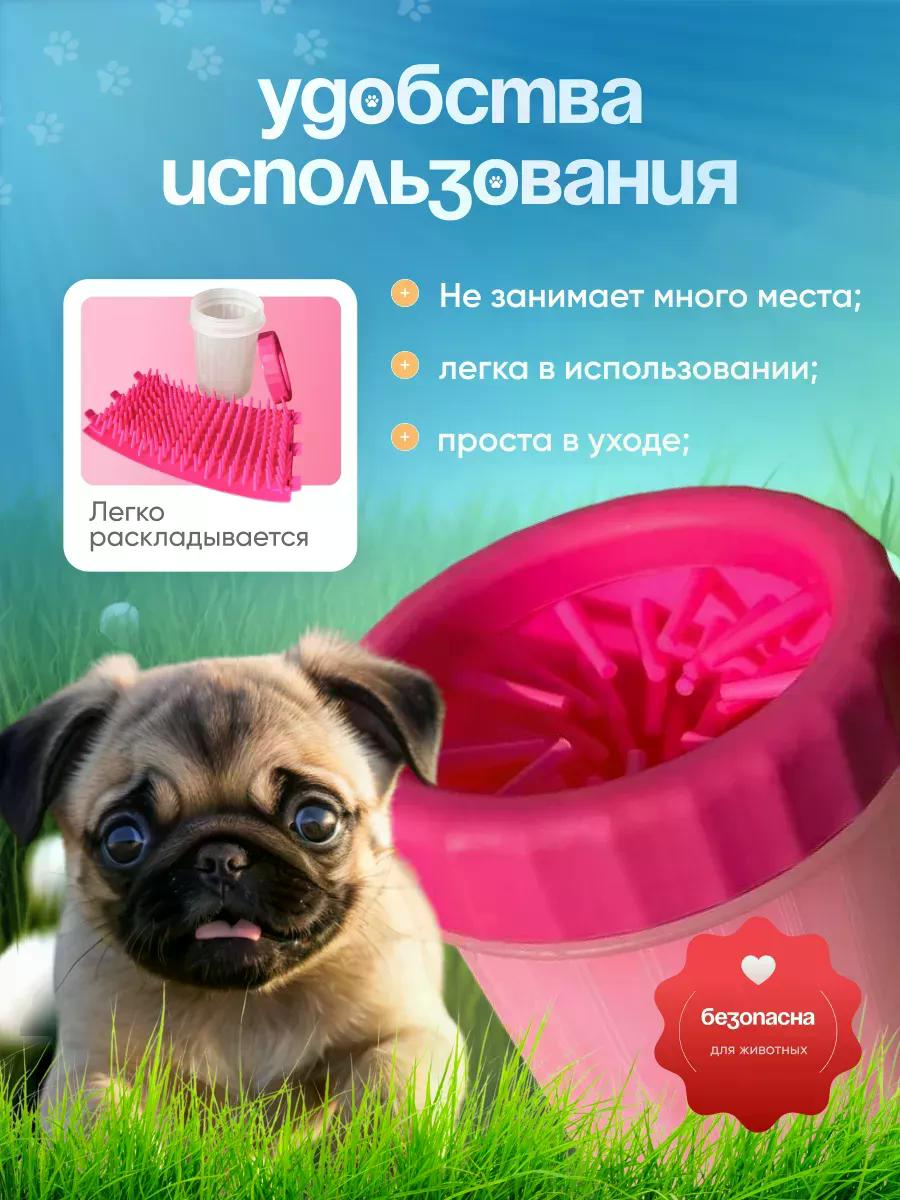 удобства
использования
Не занимает много места;
легка в использовании;
проста в уходе;
Легко
раскладывается
безопасна
для животных